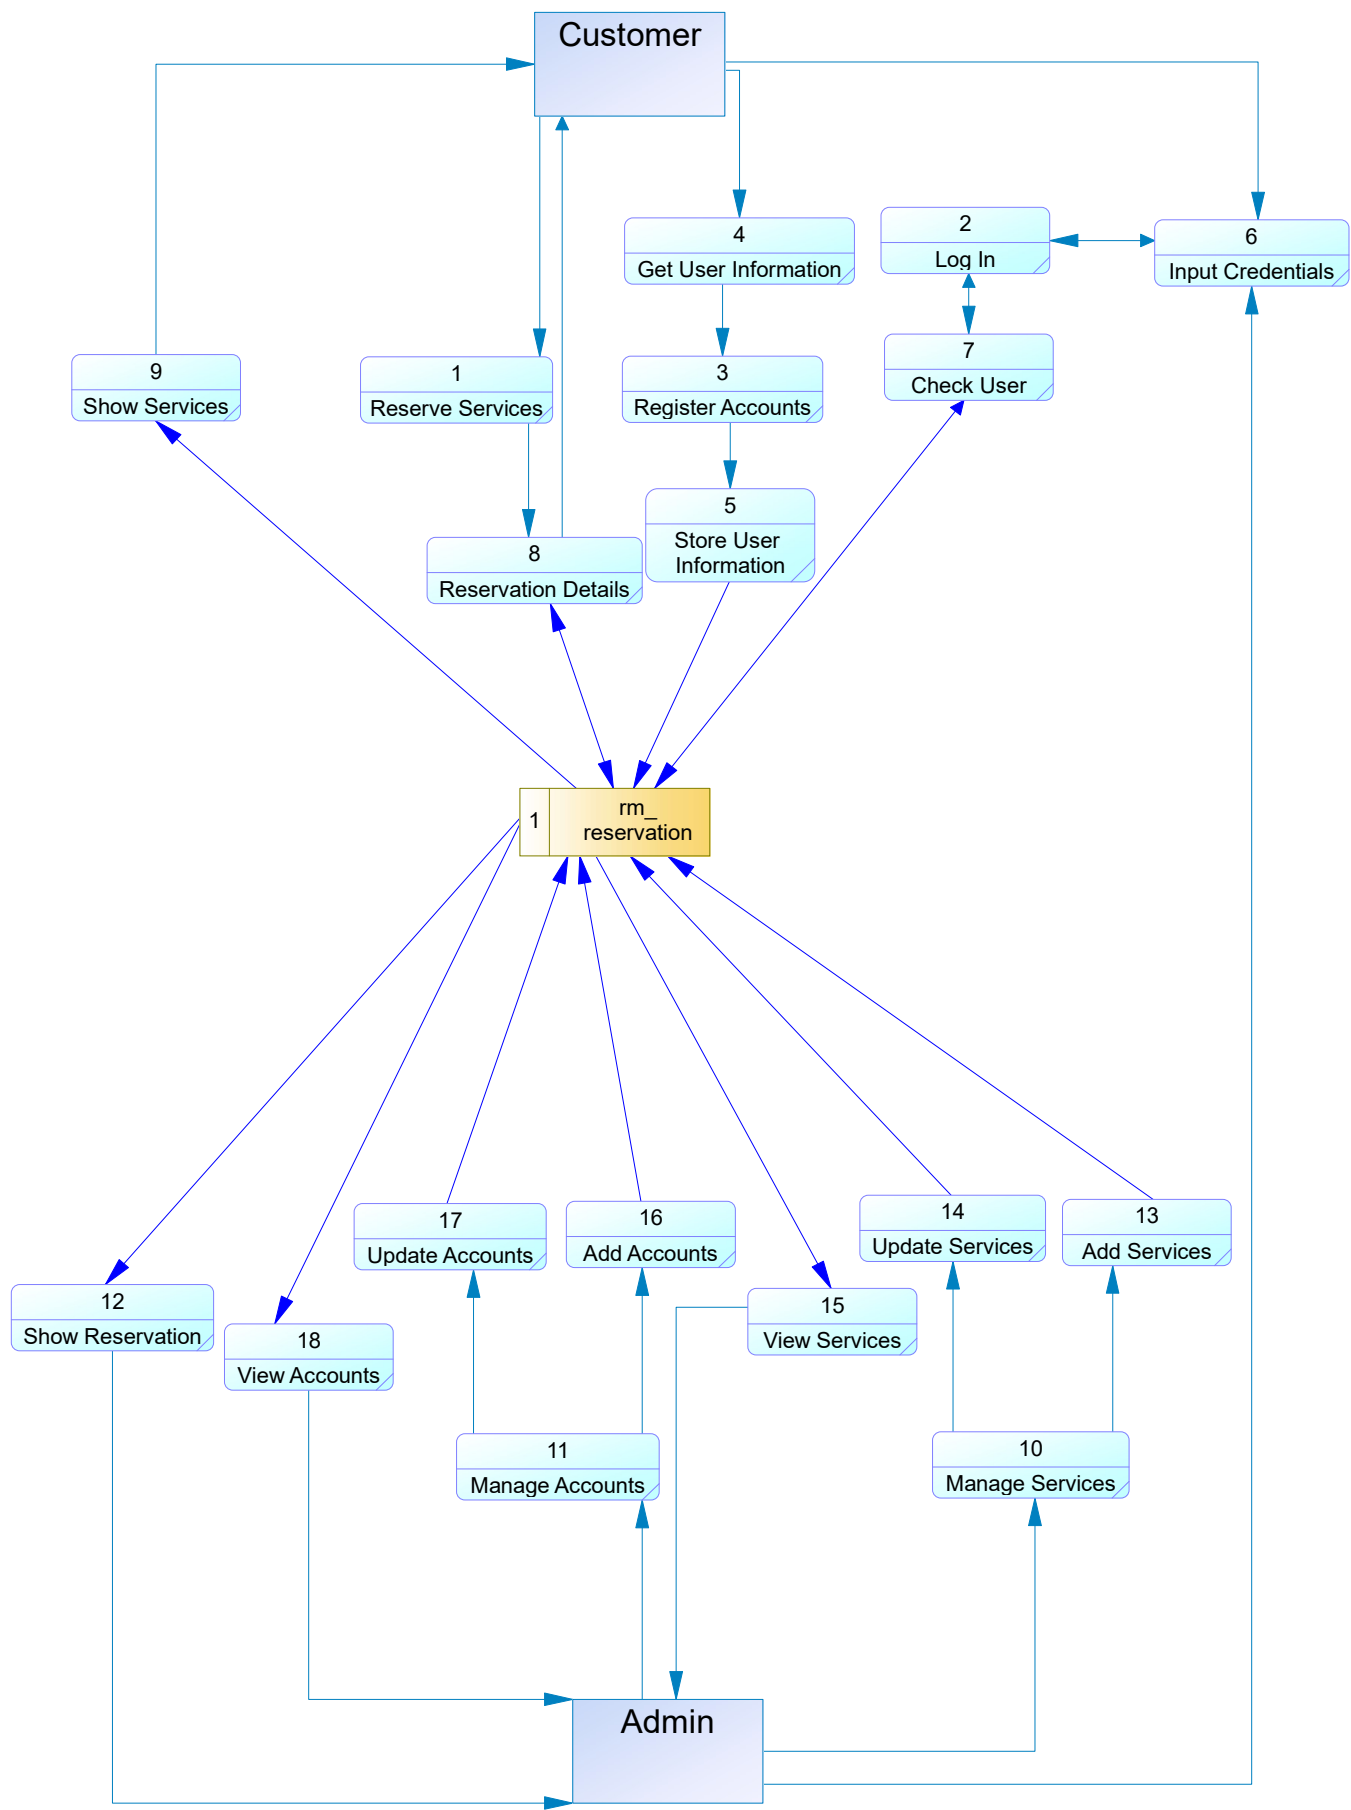 Customer
2
Log In
4
Get User Information
6
Input Credentials
7
Check User
9
Show Services
1
Reserve Services
3
Register Accounts
5
Store User
Information
8
Reservation Details
1
rm_
reservation
17
Update Accounts
16
Add Accounts
14
Update Services
13
Add Services
12
Show Reservation
18
View Accounts
15
View Services
11
Manage Accounts
10
Manage Services
Admin